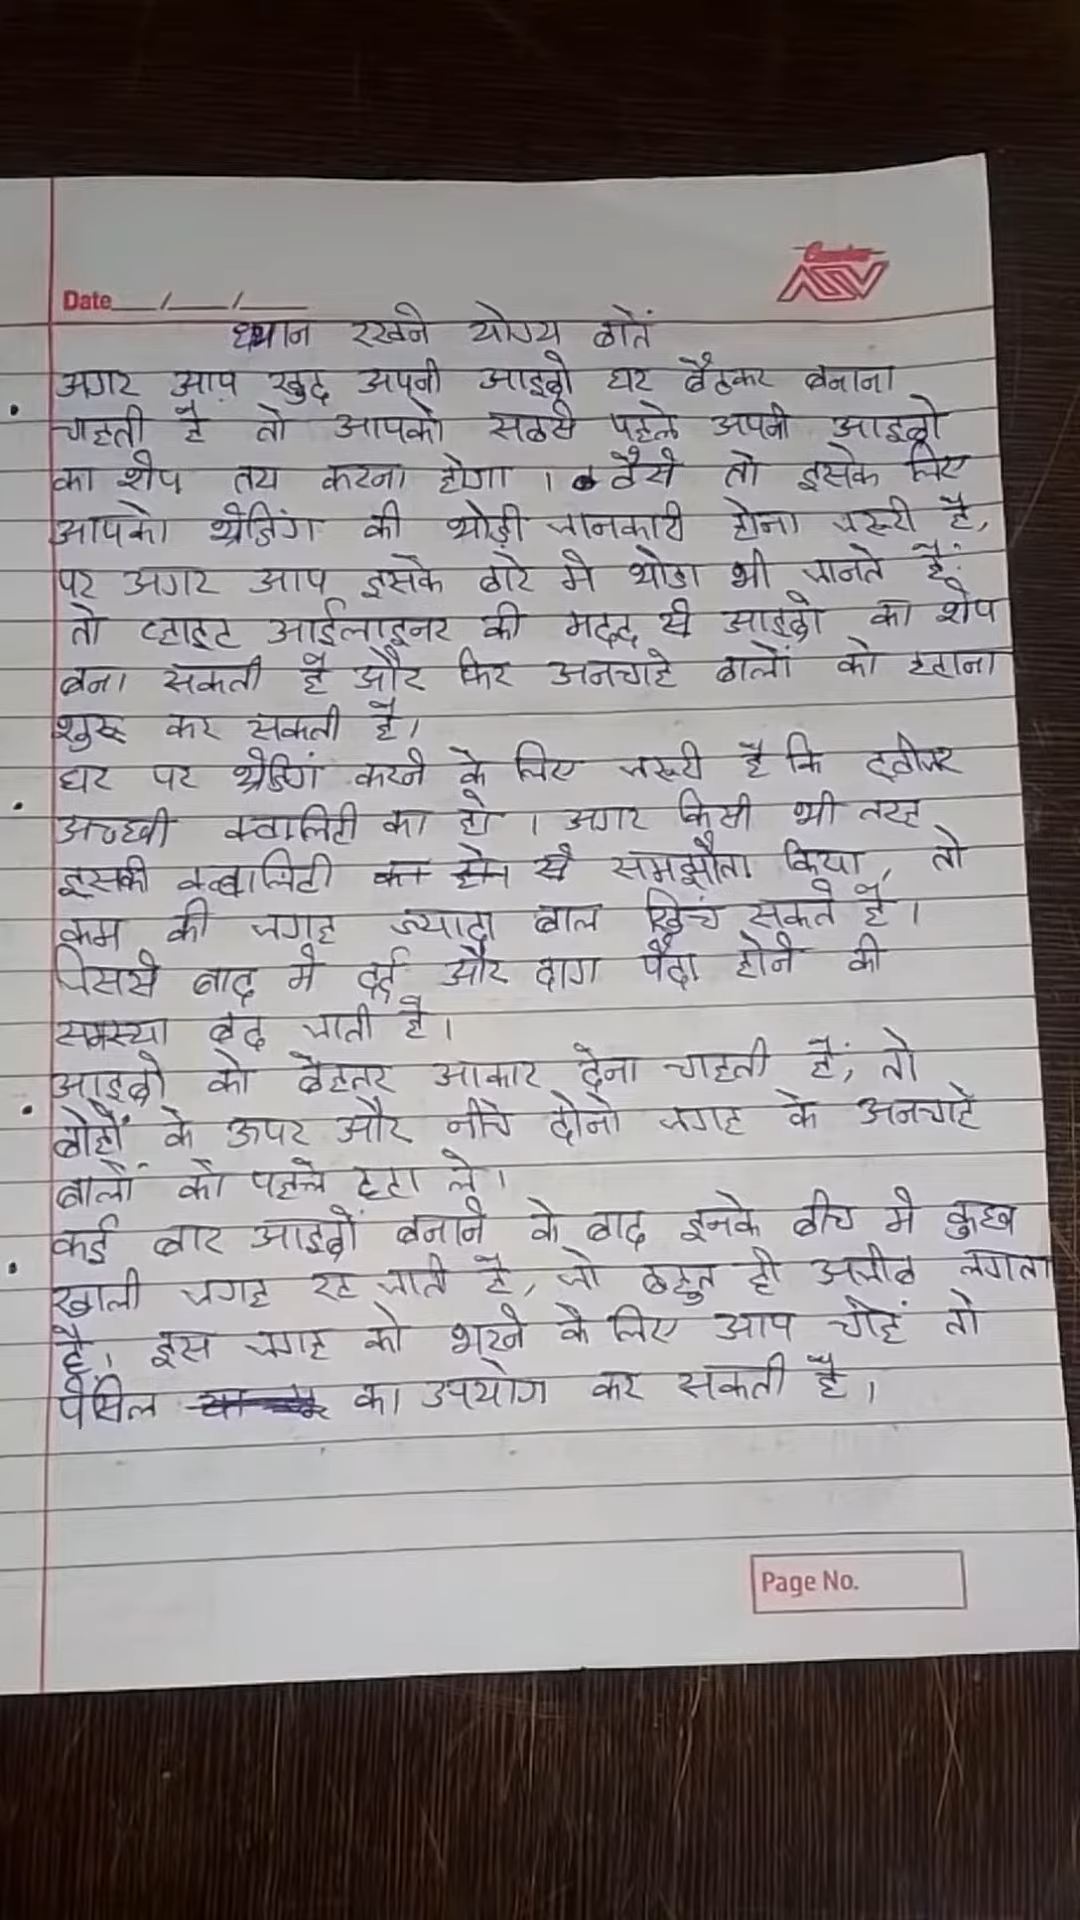 Date __/__/__
ध्यान रखने योग्य बातें
अगर आप खुद अपनी आइब्रो घर बैठकर बनाना
चाहती है तो आपको सबसे पहले अपनी आइब्रो
का शेप तय करना होगा । वैसे तो इसके लिए
आपको थ्रेडिंग की थोड़ी जानकारी होना जरूरी है,
पर अगर आप इसके बारे मे थोडा भी जानते हैं.
तो व्हाइट आईलाइनर की मदद से आइब्रो का शेप
बना सकती है और फिर अनचाहे बालों को हटाना
शुरू कर सकती है।
घर पर थ्रेडिगं करने के लिए जरूरी है कि ट्वीजर
अच्छी क्वालिटी का हो । अगर किसी भी तरह
इसकी क्वालिटी का होन से समझौता किया, तो
कम की जगह ज्यादा बाल खिचं सकते है ।
जिससे बाद मे दर्द और दाग पैदा होने की
समस्या बढ जाती है।
आइब्रो को बेहतर आकार देना चाहती हैं, तो
बोहों के ऊपर और नीचे दोनो जगह के अनचाहे
बालों को पहले हटा ले।
कई बार आइब्रों बनाने के बाद इनके बीच मे कुछ
खाली जगह रह जाती है, जो बहुत ही अजीब लगता
है। इस जगह को भरने के लिए आप चाहें तो
पेंसिल का उपयोग कर सकती है ।
Page No.